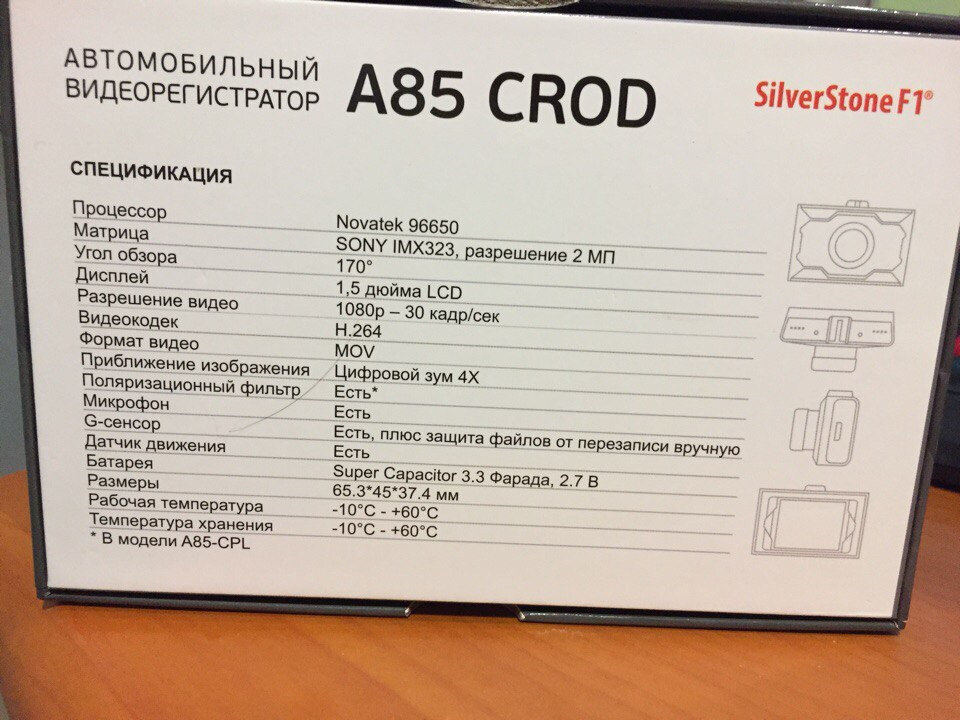 АВТОМОБИЛЬНЫЙ
ВИДЕОРЕГИСТРАТОР
A85 CROD
SilverStone F1®
СПЕЦИФИКАЦИЯ
Процессор Novatek 96650
Матрица SONY IMX323, разрешение 2 МП
Угол обзора 170°
Дисплей 1,5 дюйма LCD
Разрешение видео 1080p – 30 кадр/сек
Видеокодек H.264
Формат видео MOV
Приближение изображения Цифровой зум 4X
Поляризационный фильтр Есть*
Микрофон Есть
G-сенсор Есть, плюс защита файлов от перезаписи вручную
Датчик движения Есть
Батарея Super Capacitor 3.3 Фарада, 2.7 В
Размеры 65.3*45*37.4 мм
Рабочая температура -10°C - +60°C
Температура хранения -10°C - +60°C
* В модели A85-CPL